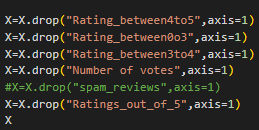 X=X.drop("Rating_between4to5",axis=1)
X=X.drop("Rating_between0o3",axis=1)
X=X.drop("Rating_between3to4",axis=1)
X=X.drop("Number of votes",axis=1)
#X=X.drop("spam_reviews",axis=1)
X=X.drop("Ratings_out_of_5",axis=1)
X